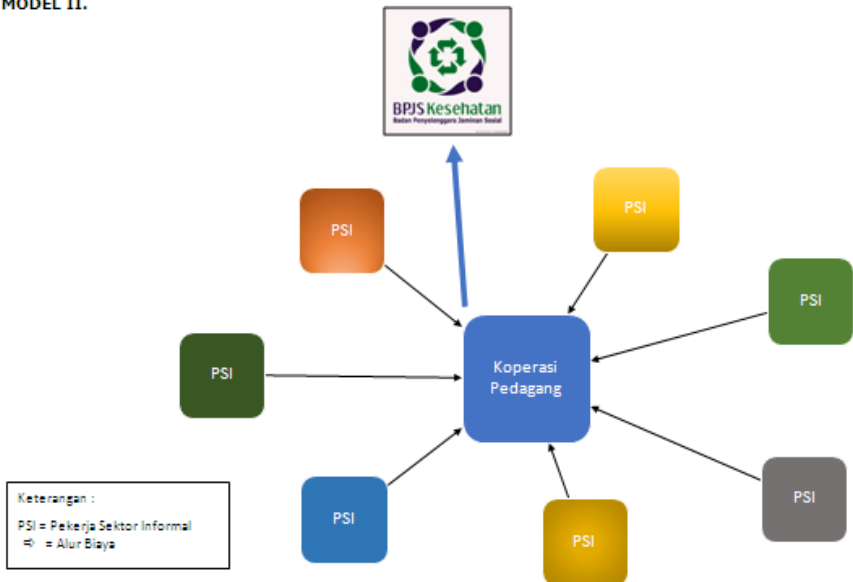 MODEL II.
BPJS Kesehatan
Badan Penyelenggara Jaminan Sosial
PSI
PSI
PSI
Koperasi
Pedagang
PSI
PSI
PSI
PSI
Keterangan :
PSI = Pekerja Sektor Informal
⇨ = Alur Biaya